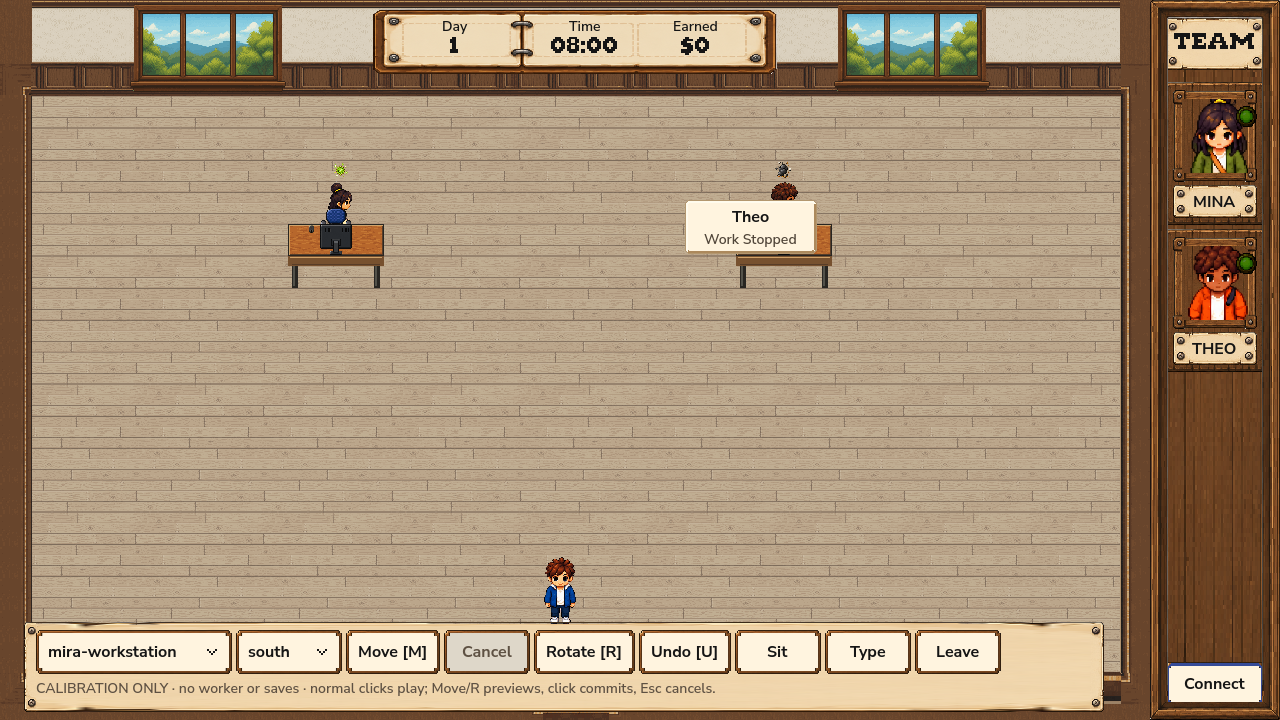 Day
1
Time
08:00
Earned
$0
TEAM
MINA
THEO
Theo
Work Stopped
mira-workstation
south
Move [M]
Cancel
Rotate [R]
Undo [U]
Sit
Type
Leave
CALIBRATION ONLY · no worker or saves · normal clicks play; Move/R previews, click commits, Esc cancels.
Connect